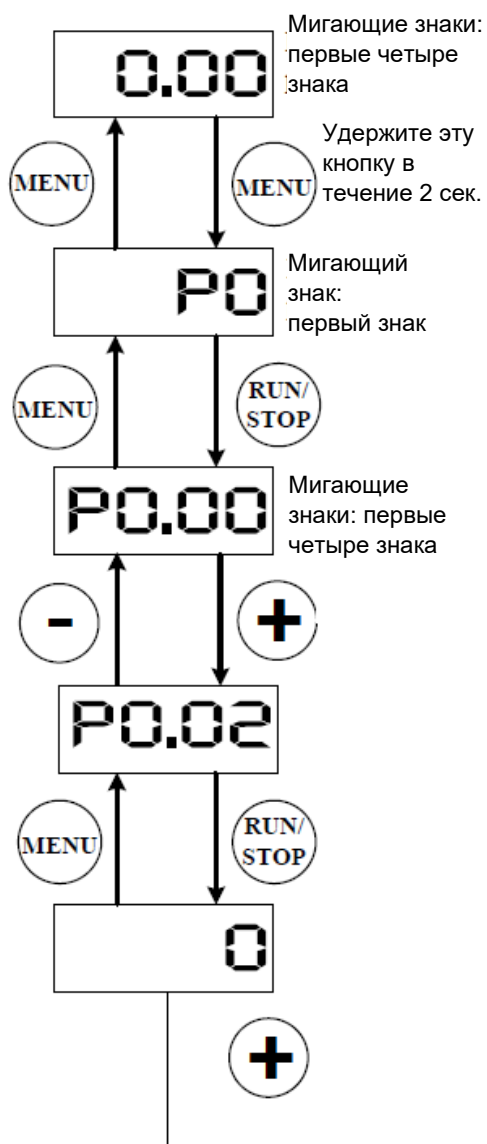 Мигающие знаки:
первые четыре
знака
0.00
Удержите эту
кнопку в
течение 2 сек.
MENU
MENU
Мигающий
знак:
первый знак
P0
MENU
RUN/
STOP
Мигающие
знаки: первые
четыре знака
P0.00
-
+
P0.02
MENU
RUN/
STOP
0
+